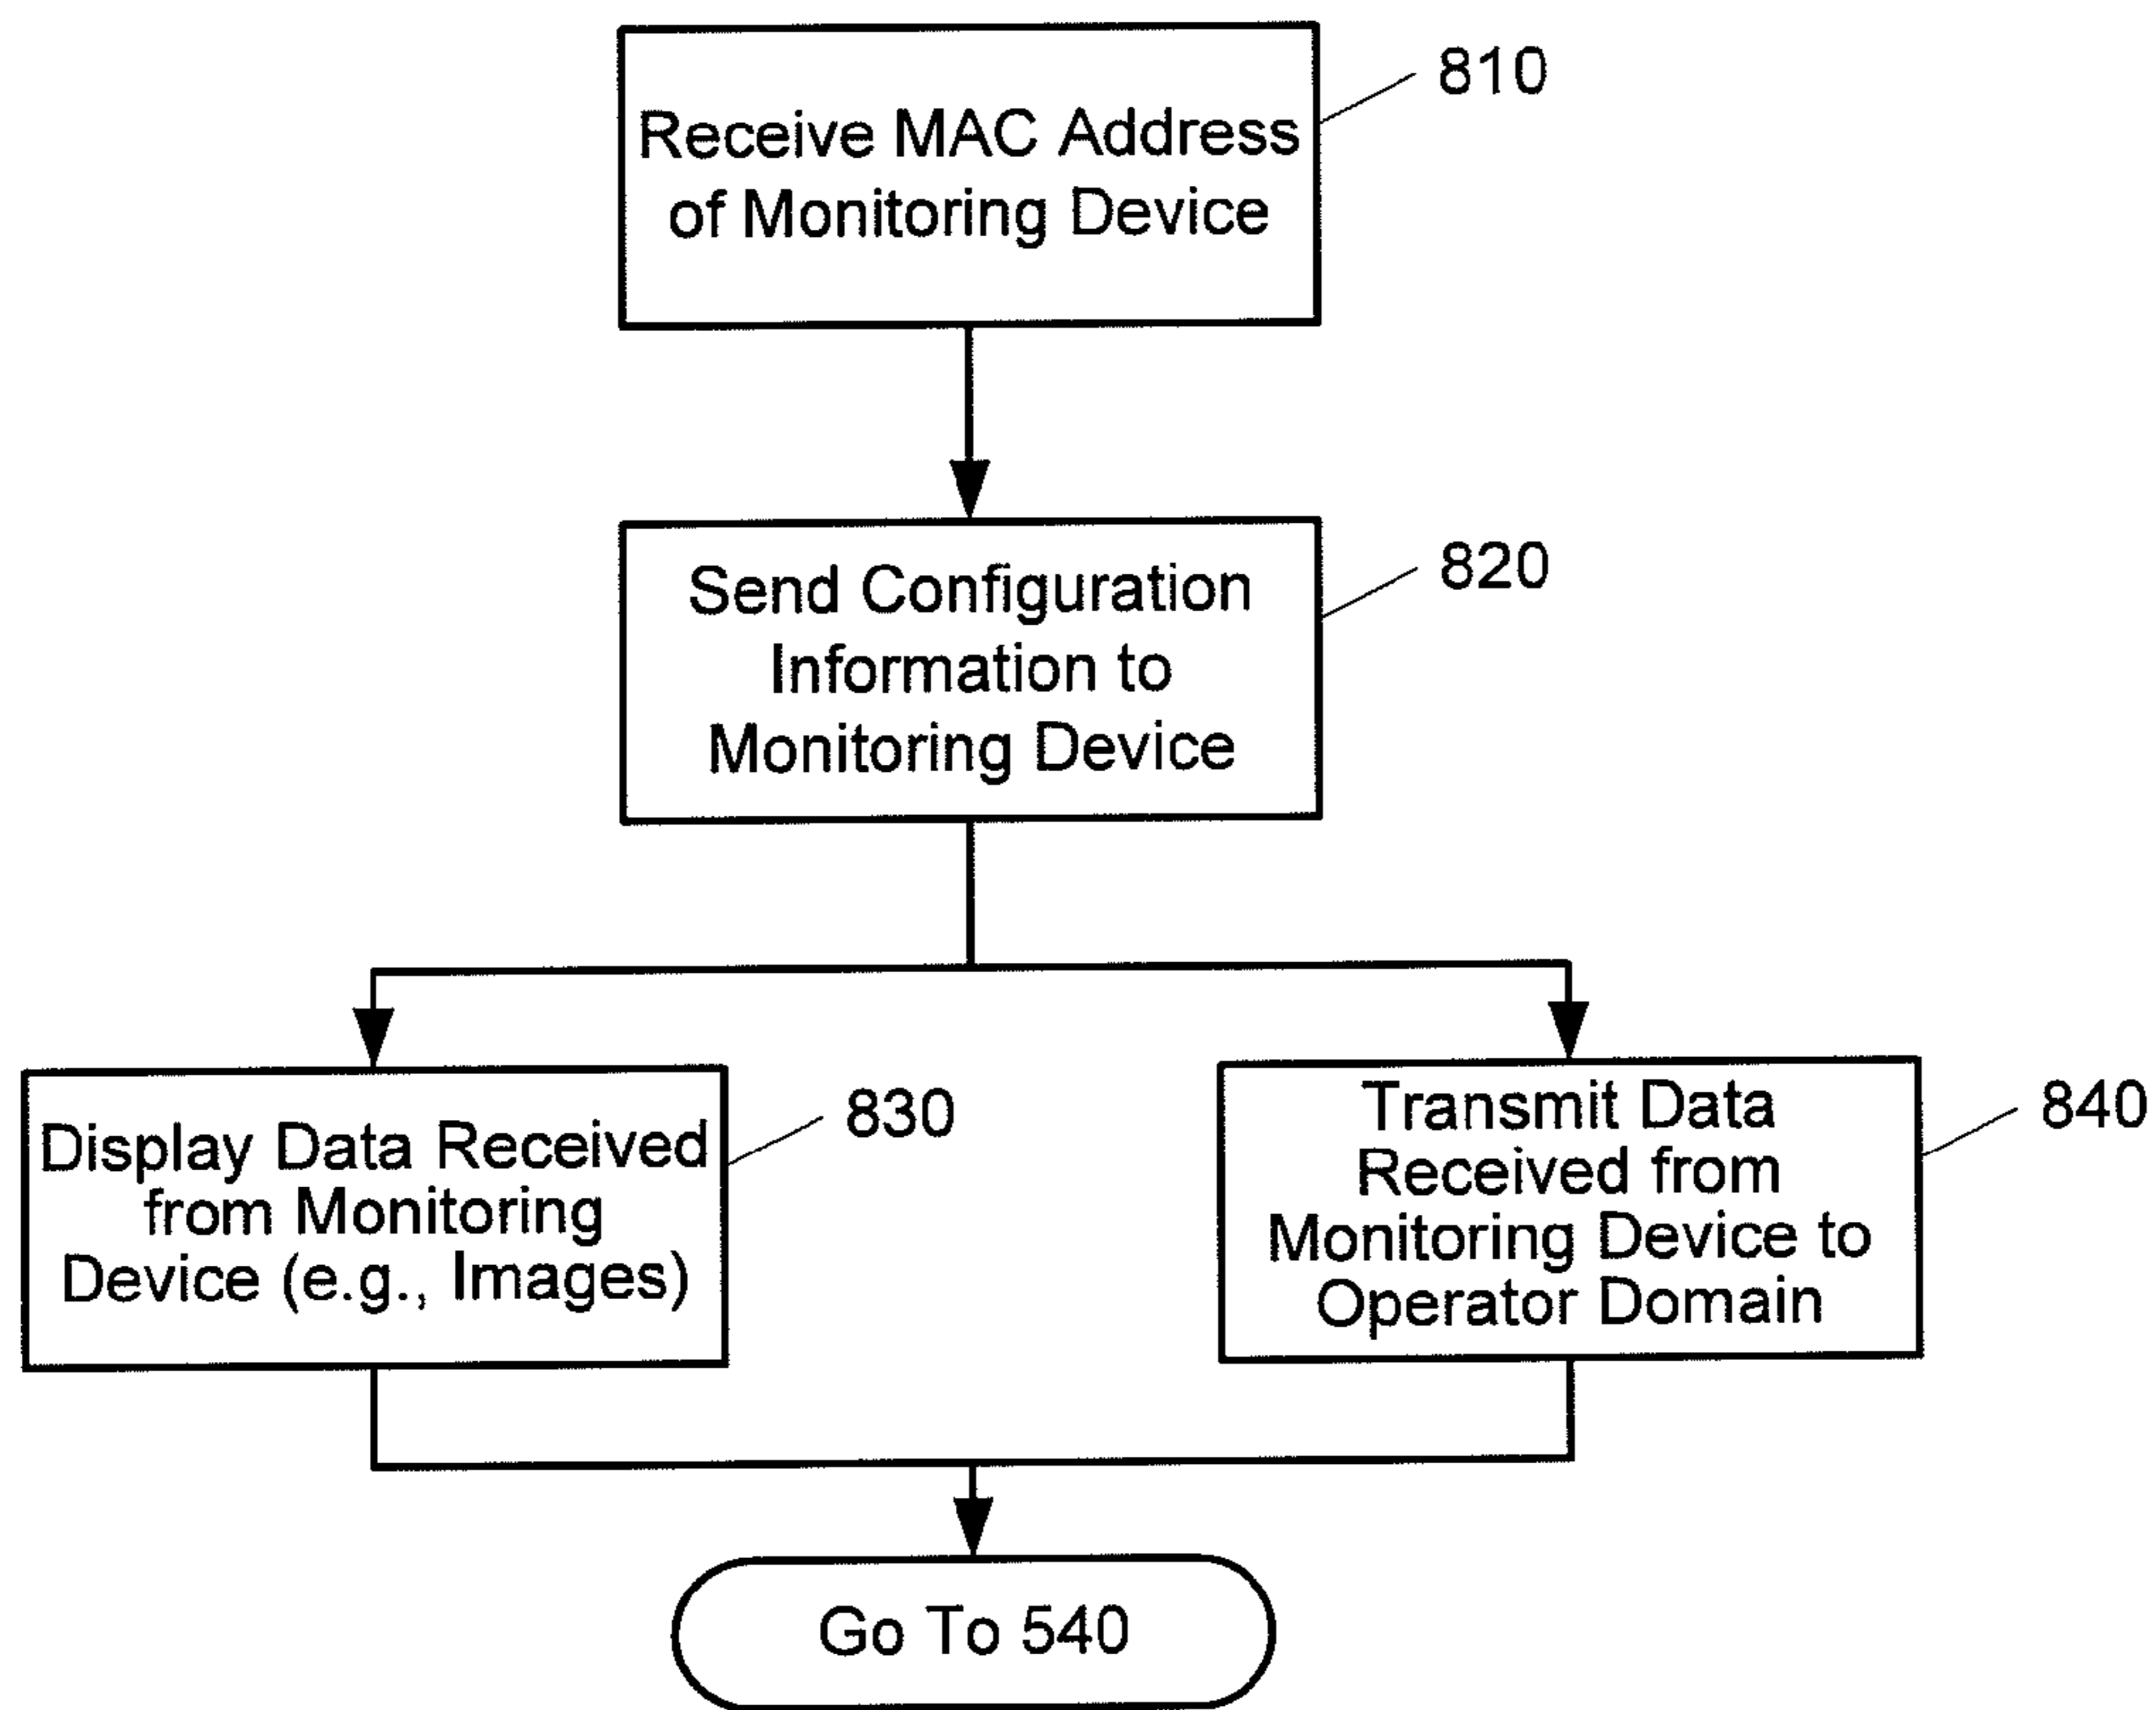 Receive MAC Address
of Monitoring Device
810
Send Configuration
Information to
Monitoring Device
820
Display Data Received
from Monitoring
Device (e.g., Images)
830
Transmit Data
Received from
Monitoring Device to
Operator Domain
840
Go To 540